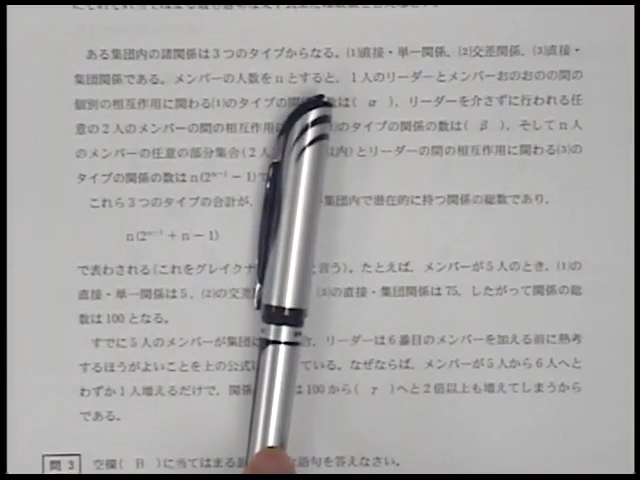 ある集団内の諸関係は3つのタイプからなる。(1)直接・単一関係, (2)交差関係, (3)直接・
集団関係である。メンバーの人数をnとすると, 1人のリーダーとメンバーおのおのの間の
個別の相互作用に関わる(1)のタイプの関 数は( α ), リーダーを介さずに行われる任
意の2人のメンバーの間の相互作用に関 のタイプの関係の数は( β ), そしてn人
のメンバーの任意の部分集合(2人 以内)とリーダーの間の相互作用に関わる(3)の
タイプの関係の数はn(2ⁿ⁻¹−1)
これら3つのタイプの合計が, 集団内で潜在的に持つ関係の総数であり,
n(2ⁿ⁻¹+n−1)
で表わされる(これをグレイクナ と言う)。たとえば, メンバーが5人のとき, (1)の
直接・単一関係は5, (2)の交差 (3)の直接・集団関係は75, したがって関係の総
数は100となる。
すでに5人のメンバーが集団に 合, リーダーは6番目のメンバーを加える前に熟考
するほうがよいことを上の公式は ている。なぜならば, メンバーが5人から6人へと
わずか1人増えるだけで, 関係 は100から( γ )へと2倍以上も増えてしまうから
である。
問3 空欄( B )に当てはまる 語句を答えなさい。